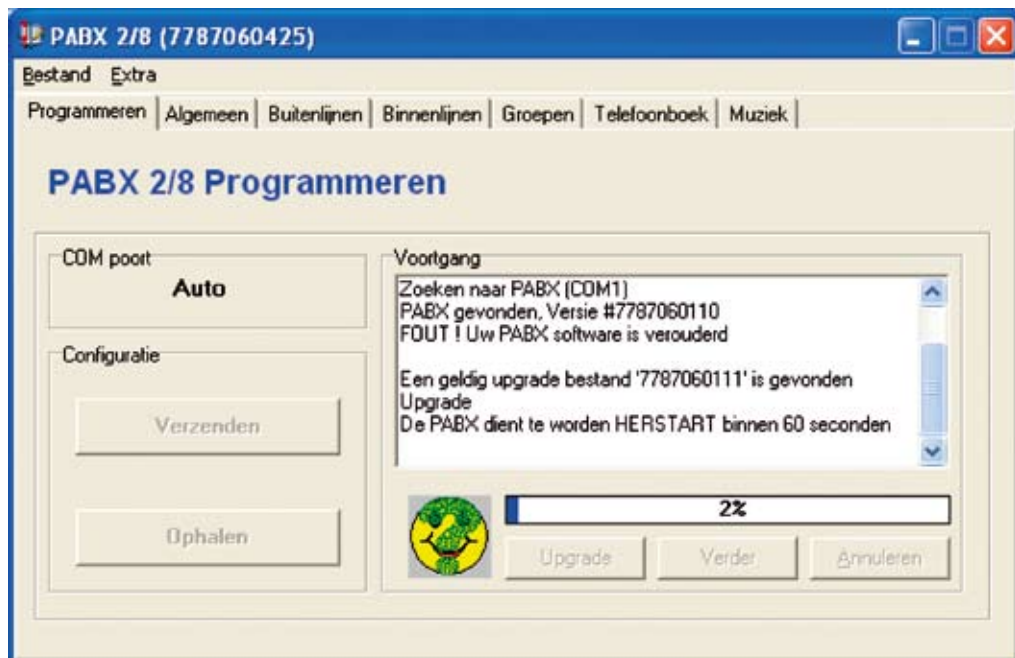 PABX 2/8 (7787060425)
Bestand Extra
Programmeren Algemeen Buitenlijnen Binnenlijnen Groepen Telefoonboek Muziek
PABX 2/8 Programmeren
COM poort
Auto
Configuratie
Verzenden
Ophalen
Voortgang
Zoeken naar PABX (COM1)
PABX gevonden, Versie #7787060110
FOUT ! Uw PABX software is verouderd
Een geldig upgrade bestand '7787060111' is gevonden
Upgrade
De PABX dient te worden HERSTART binnen 60 seconden
2%
Upgrade Verder Annuleren